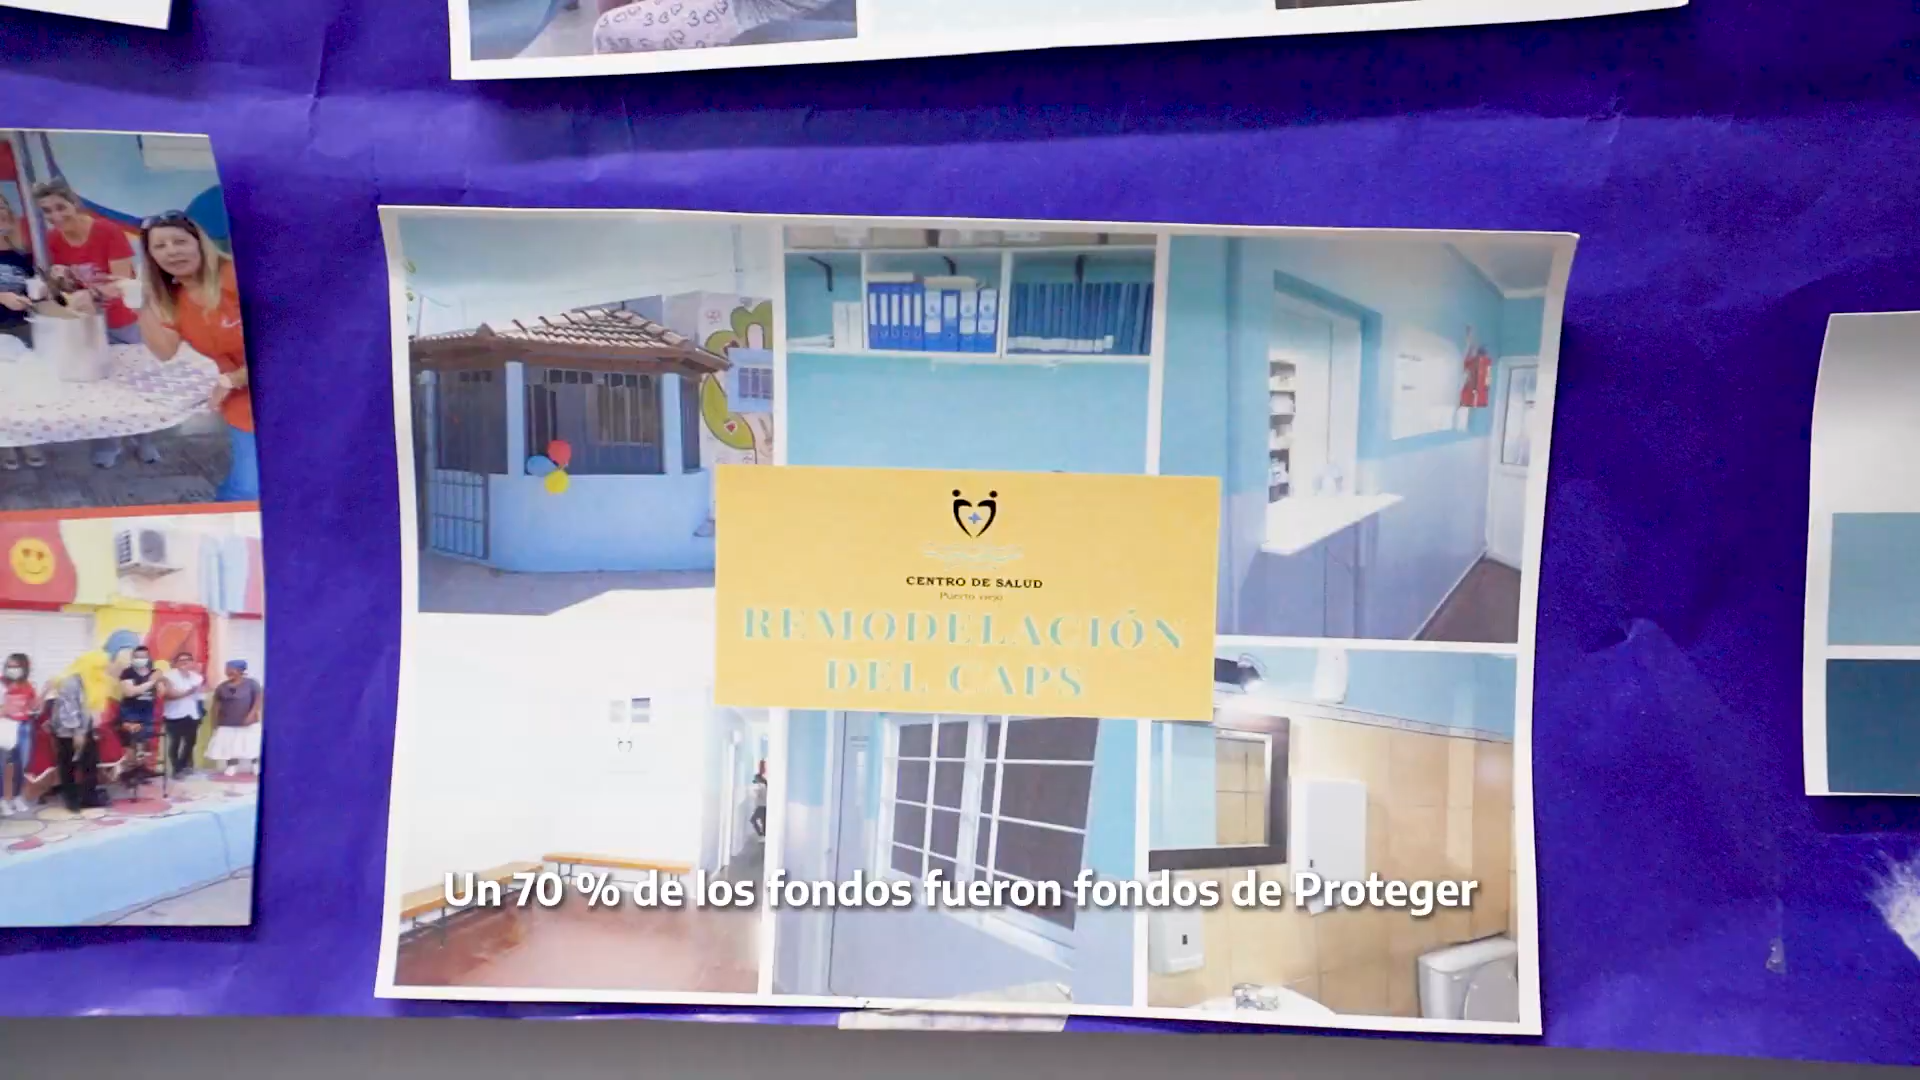 CENTRO DE SALUD
Puerto viejo
REMODELACIÓN
DEL CAPS
Un 70 % de los fondos fueron fondos de Proteger